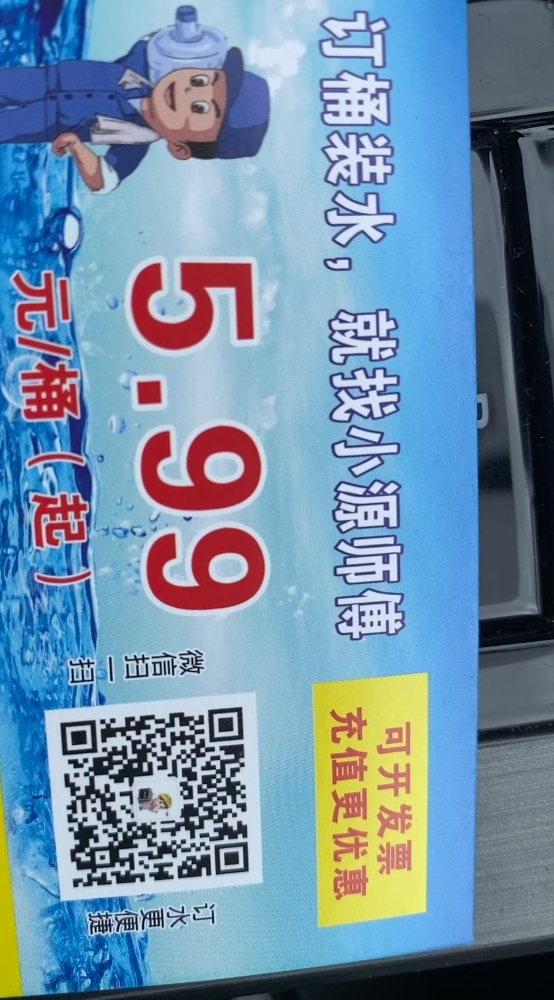 订桶装水，就找小源师傅
5.99
元/桶（起）
可开发票
充值更优惠
微信扫一扫
订水更便捷